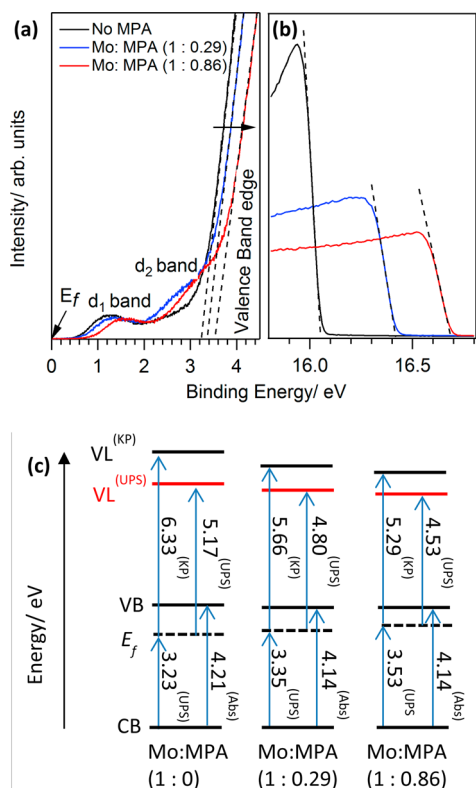 (a)
No MPA
Mo: MPA (1 : 0.29)
Mo: MPA (1 : 0.86)
(b)
Intensity/ arb. units
Valence Band edge
d2 band
Ef
d1 band
0 1 2 3 4
16.0 16.5
Binding Energy/ eV
(c)
Energy/ eV
VL(KP)
VL(UPS)
VB
Ef
CB
6.33(KP)
5.17(UPS)
3.23(UPS)
4.21(Abs)
5.66(KP)
4.80(UPS)
3.35(UPS)
4.14(Abs)
5.29(KP)
4.53(UPS)
3.53(UPS)
4.14(Abs)
Mo:MPA Mo:MPA Mo:MPA
(1 : 0) (1 : 0.29) (1 : 0.86)